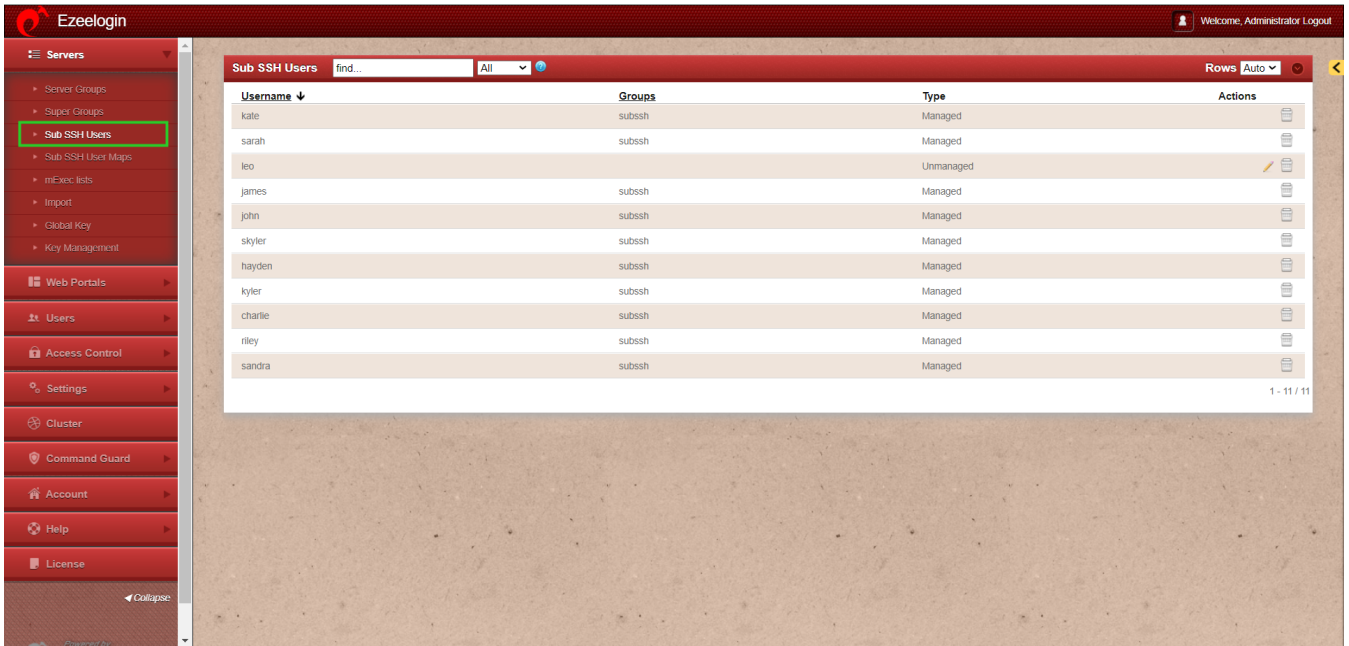 Ezeelogin
Welcome, Administrator Logout
Servers
Server Groups
Super Groups
Sub SSH Users
Sub SSH User Maps
mExec lists
Import
Global Key
Key Management
Web Portals
Users
Access Control
Settings
Cluster
Command Guard
Account
Help
License
Collapse
Sub SSH Users find... All Rows Auto
Username Groups Type Actions
kate subssh Managed
sarah subssh Managed
leo Unmanaged
james subssh Managed
john subssh Managed
skyler subssh Managed
hayden subssh Managed
kyler subssh Managed
charlie subssh Managed
riley subssh Managed
sandra subssh Managed
1 - 11 / 11